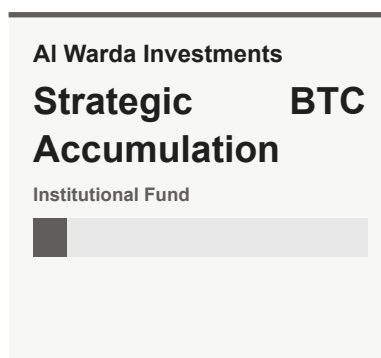 Al Warda Investments
Strategic BTC
Accumulation
Institutional Fund